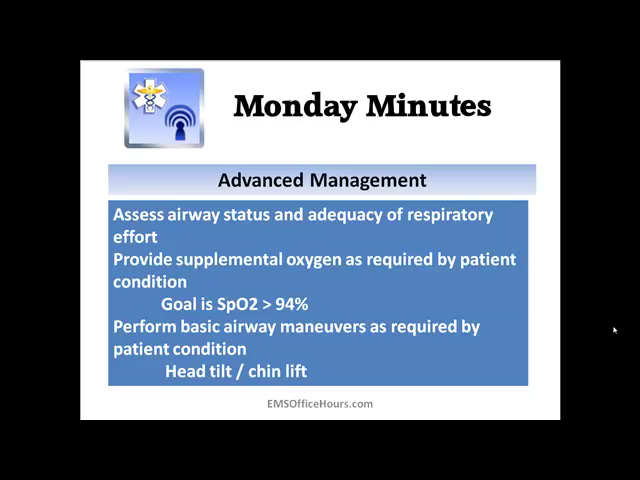 Monday Minutes
Advanced Management
Assess airway status and adequacy of respiratory
effort
Provide supplemental oxygen as required by patient
condition
Goal is SpO2 > 94%
Perform basic airway maneuvers as required by
patient condition
Head tilt / chin lift
EMSOfficeHours.com